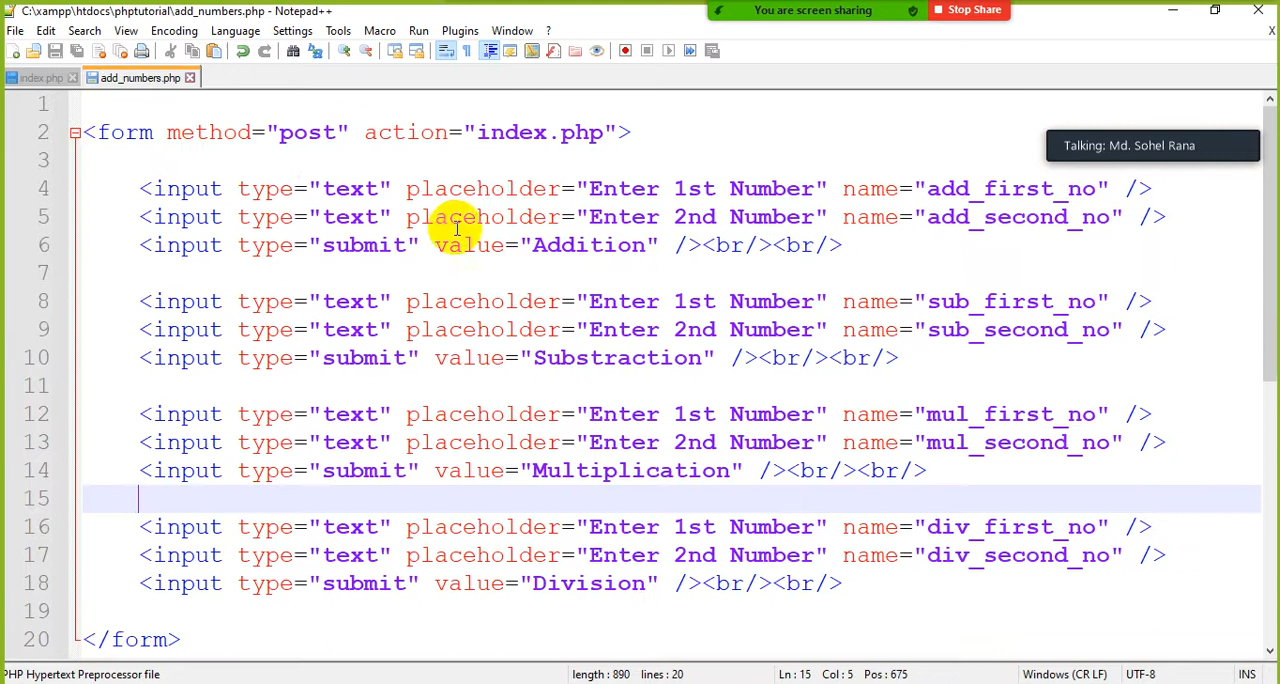 C:\xampp\htdocs\phptutorial\add_numbers.php - Notepad++
You are screen sharing
Stop Share
File Edit Search View Encoding Language Settings Tools Macro Run Plugins Window ?
X
index.php
add_numbers.php
1
2 <form method="post" action="index.php">
Talking: Md. Sohel Rana
3
4 <input type="text" placeholder="Enter 1st Number" name="add_first_no" />
5 <input type="text" placeholder="Enter 2nd Number" name="add_second_no" />
6 <input type="submit" value="Addition" /><br/><br/>
7
8 <input type="text" placeholder="Enter 1st Number" name="sub_first_no" />
9 <input type="text" placeholder="Enter 2nd Number" name="sub_second_no" />
10 <input type="submit" value="Substraction" /><br/><br/>
11
12 <input type="text" placeholder="Enter 1st Number" name="mul_first_no" />
13 <input type="text" placeholder="Enter 2nd Number" name="mul_second_no" />
14 <input type="submit" value="Multiplication" /><br/><br/>
15
16 <input type="text" placeholder="Enter 1st Number" name="div_first_no" />
17 <input type="text" placeholder="Enter 2nd Number" name="div_second_no" />
18 <input type="submit" value="Division" /><br/><br/>
19
20 </form>
PHP Hypertext Preprocessor file length : 890 lines : 20 Ln : 15 Col : 5 Pos : 675 Windows (CR LF) UTF-8 INS